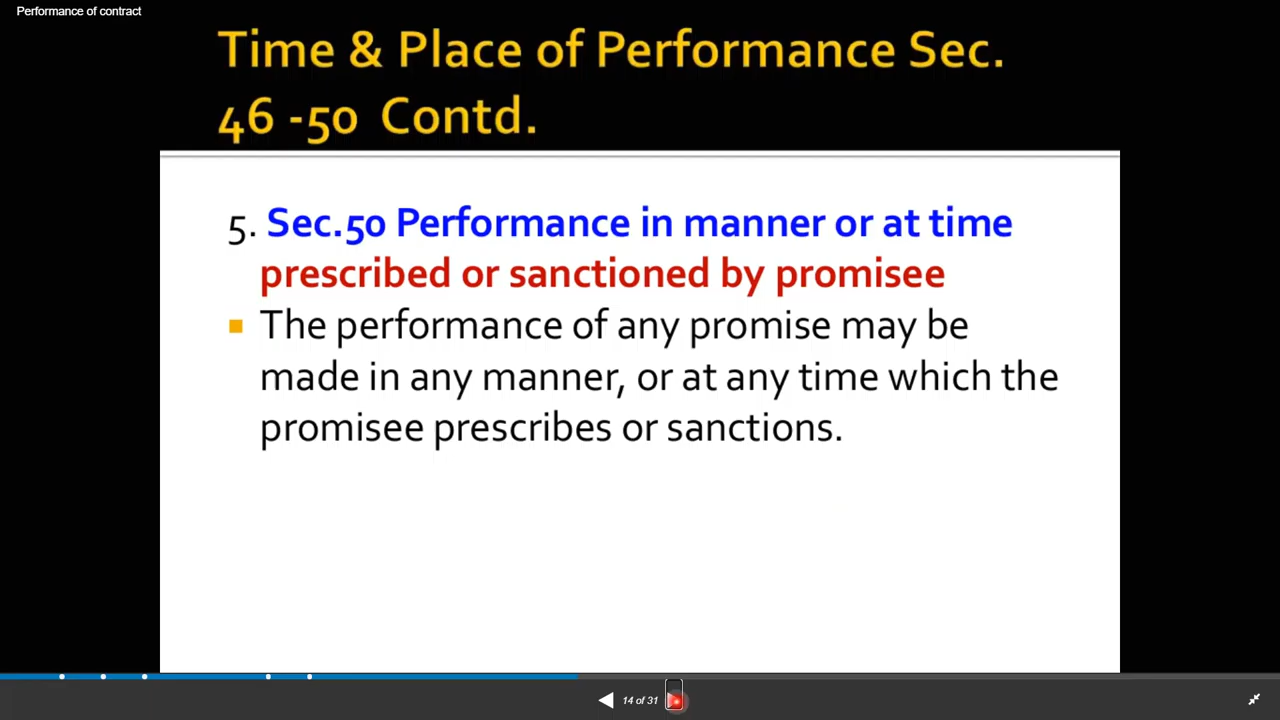 Performance of contract
Time & Place of Performance Sec.
46 -50 Contd.
5. Sec.50 Performance in manner or at time
prescribed or sanctioned by promisee
The performance of any promise may be
made in any manner, or at any time which the
promisee prescribes or sanctions.
14 of 31